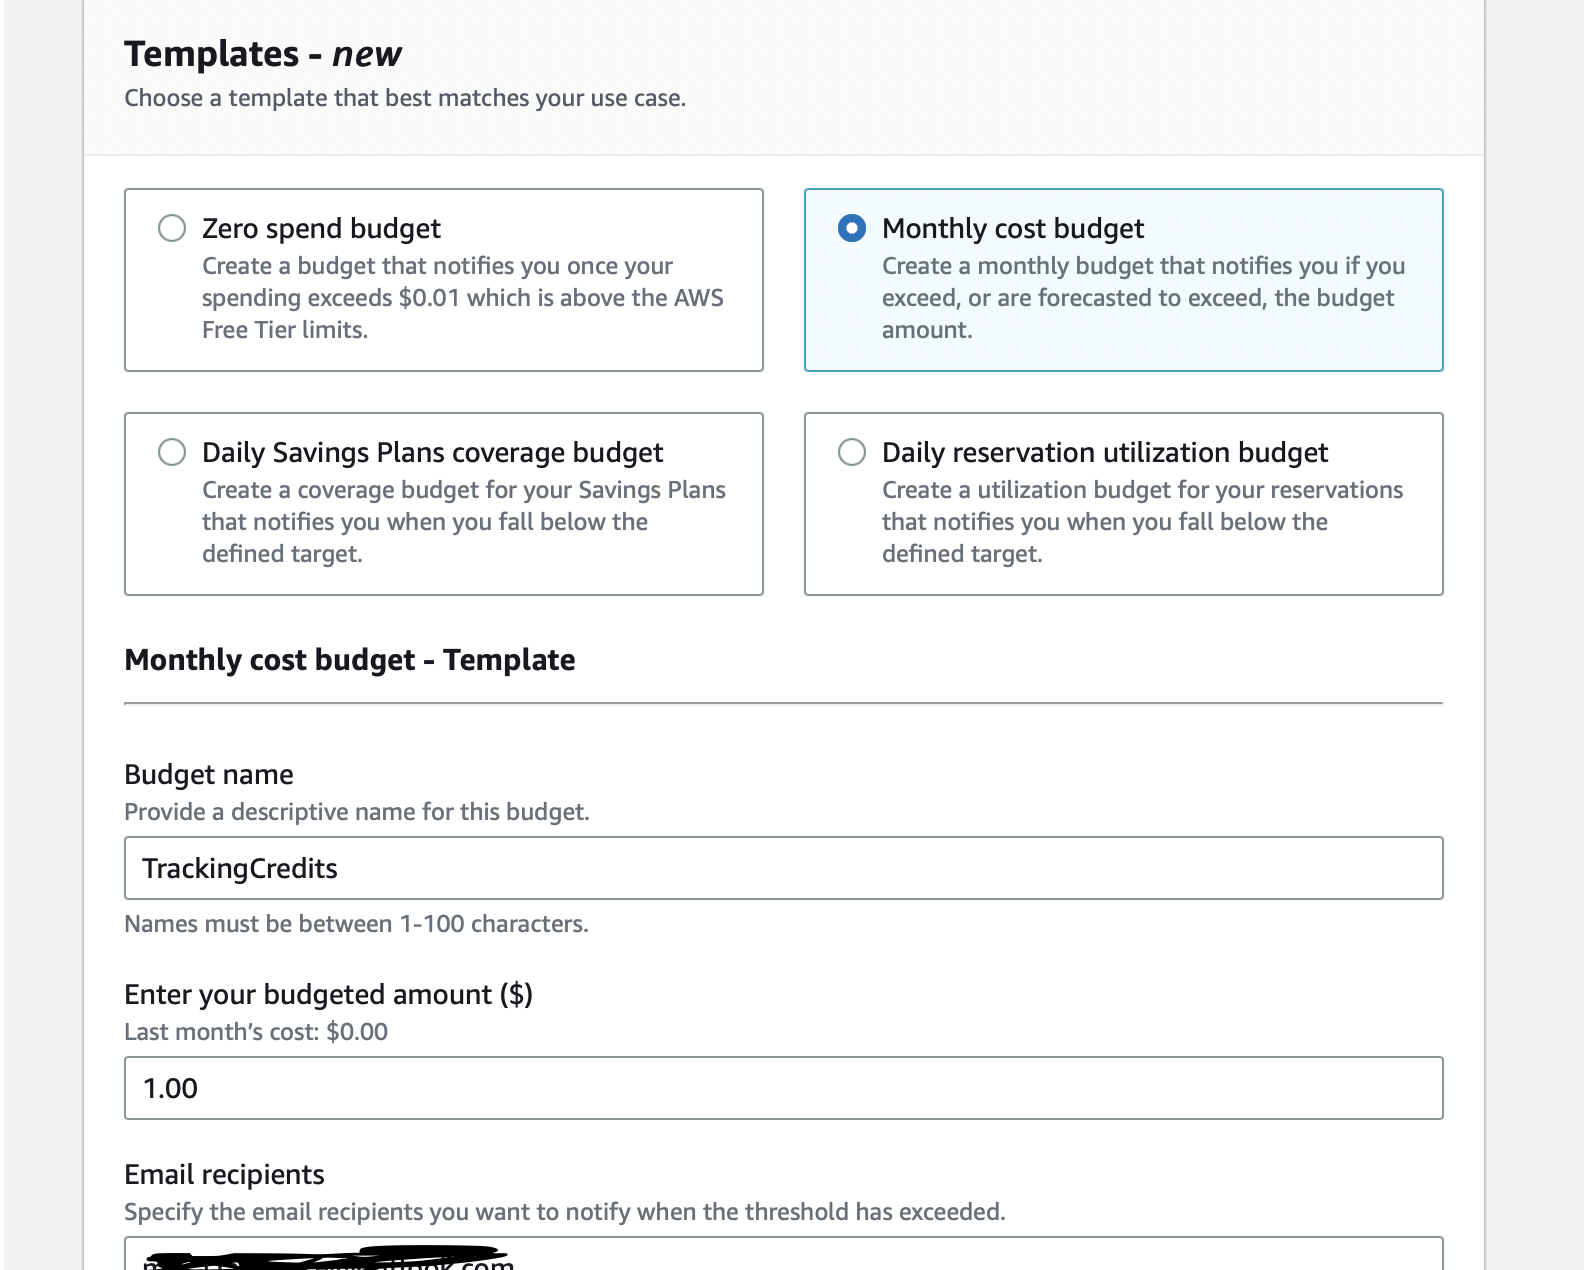 Templates - new
Choose a template that best matches your use case.
Zero spend budget
Create a budget that notifies you once your
spending exceeds $0.01 which is above the AWS
Free Tier limits.
Monthly cost budget
Create a monthly budget that notifies you if you
exceed, or are forecasted to exceed, the budget
amount.
Daily Savings Plans coverage budget
Create a coverage budget for your Savings Plans
that notifies you when you fall below the
defined target.
Daily reservation utilization budget
Create a utilization budget for your reservations
that notifies you when you fall below the
defined target.
Monthly cost budget - Template
Budget name
Provide a descriptive name for this budget.
TrackingCredits
Names must be between 1-100 characters.
Enter your budgeted amount ($)
Last month's cost: $0.00
1.00
Email recipients
Specify the email recipients you want to notify when the threshold has exceeded.